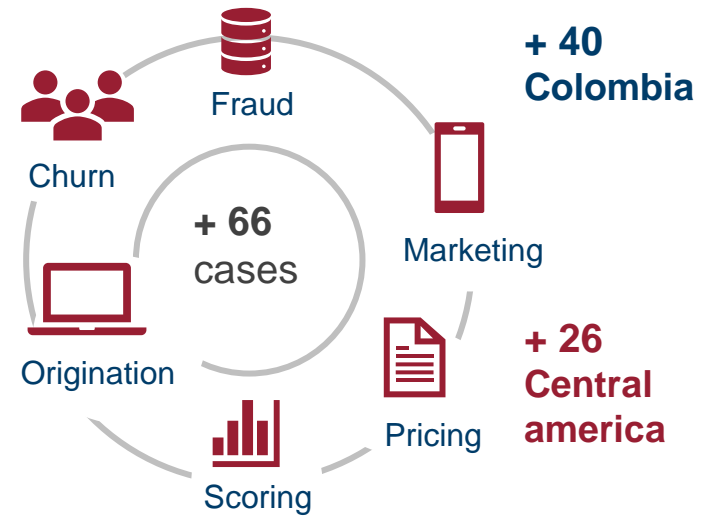 + 40
Colombia
Fraud
Churn
+ 66
cases
Marketing
Origination
+ 26
Central
america
Pricing
Scoring